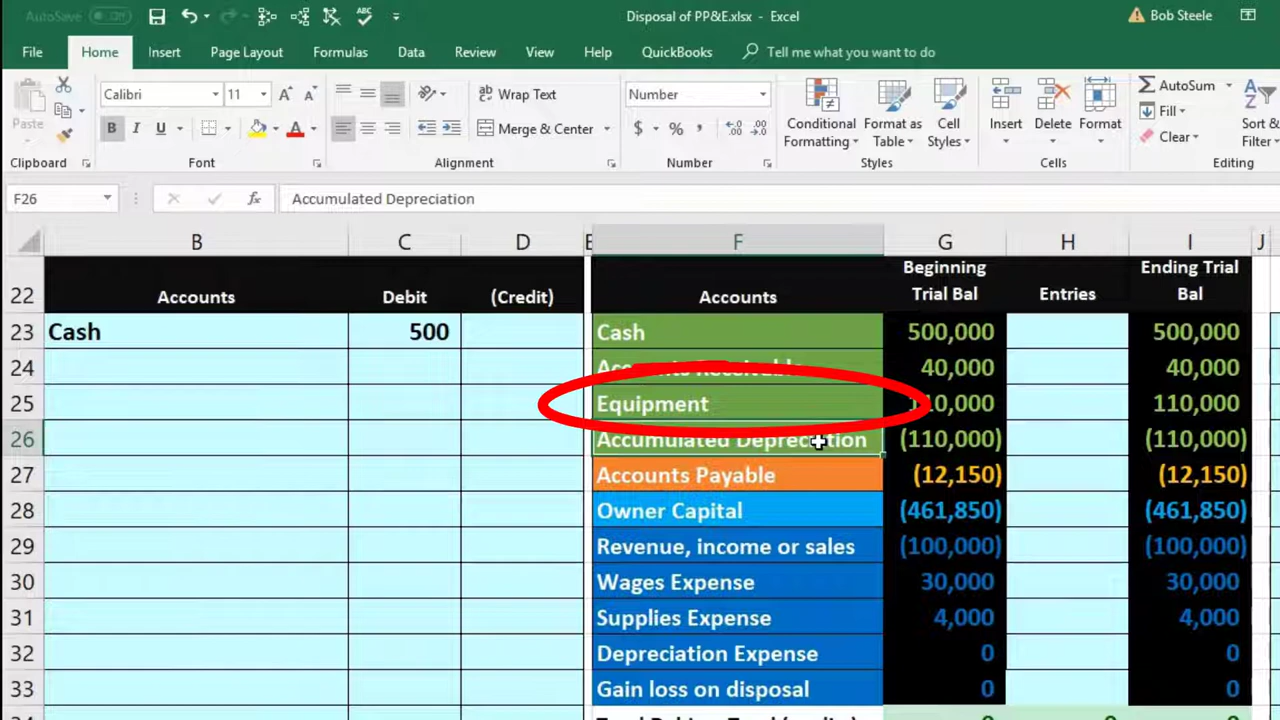 AutoSave Off
Disposal of PP&E.xlsx - Excel
Bob Steele
File Home Insert Page Layout Formulas Data Review View Help QuickBooks Tell me what you want to do
Paste
Calibri 11
Wrap Text
Merge & Center
Number
Conditional Formatting
Format as Table
Cell Styles
Insert Delete Format
AutoSum
Fill
Clear
Sort & Filter
Clipboard Font Alignment Number Styles Cells Editing
F26 fx Accumulated Depreciation
B C D E F G H I J
22 Accounts Debit (Credit) Accounts Beginning Trial Bal Entries Ending Trial Bal
23 Cash 500 Cash 500,000 500,000
24 Accounts Receivable 40,000 40,000
25 Equipment 110,000 110,000
26 Accumulated Depreciation (110,000) (110,000)
27 Accounts Payable (12,150) (12,150)
28 Owner Capital (461,850) (461,850)
29 Revenue, income or sales (100,000) (100,000)
30 Wages Expense 30,000 30,000
31 Supplies Expense 4,000 4,000
32 Depreciation Expense 0 0
33 Gain loss on disposal 0 0